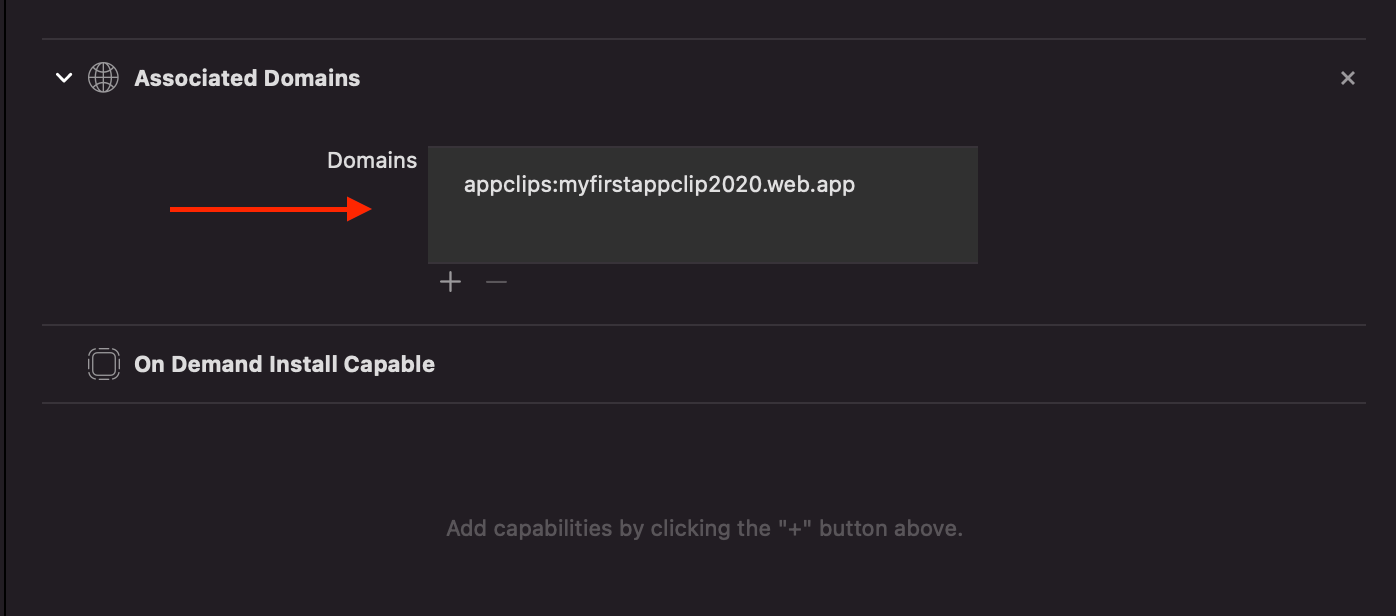 Associated Domains
Domains
appclips:myfirstappclip2020.web.app
On Demand Install Capable
Add capabilities by clicking the "+" button above.